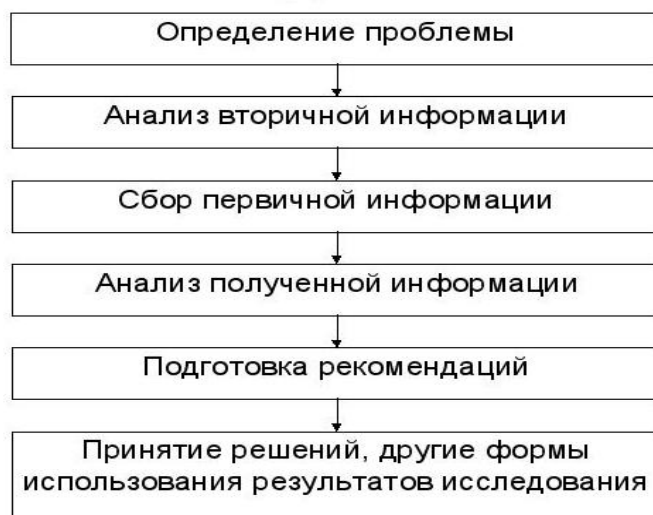 Определение проблемы
Анализ вторичной информации
Сбор первичной информации
Анализ полученной информации
Подготовка рекомендаций
Принятие решений, другие формы
использования результатов исследования